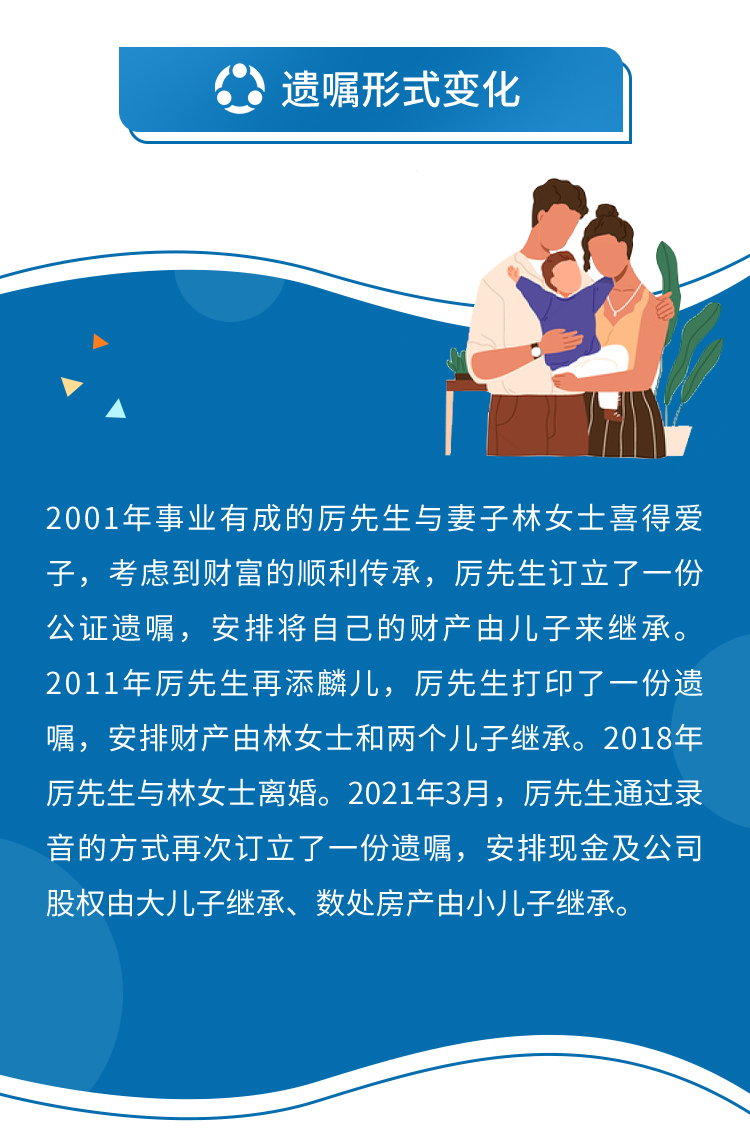 遗嘱形式变化
2001年事业有成的厉先生与妻子林女士喜得爱
子，考虑到财富的顺利传承，厉先生订立了一份
公证遗嘱，安排将自己的财产由儿子来继承。
2011年厉先生再添麟儿，厉先生打印了一份遗
嘱，安排财产由林女士和两个儿子继承。2018年
厉先生与林女士离婚。2021年3月，厉先生通过录
音的方式再次订立了一份遗嘱，安排现金及公司
股权由大儿子继承、数处房产由小儿子继承。